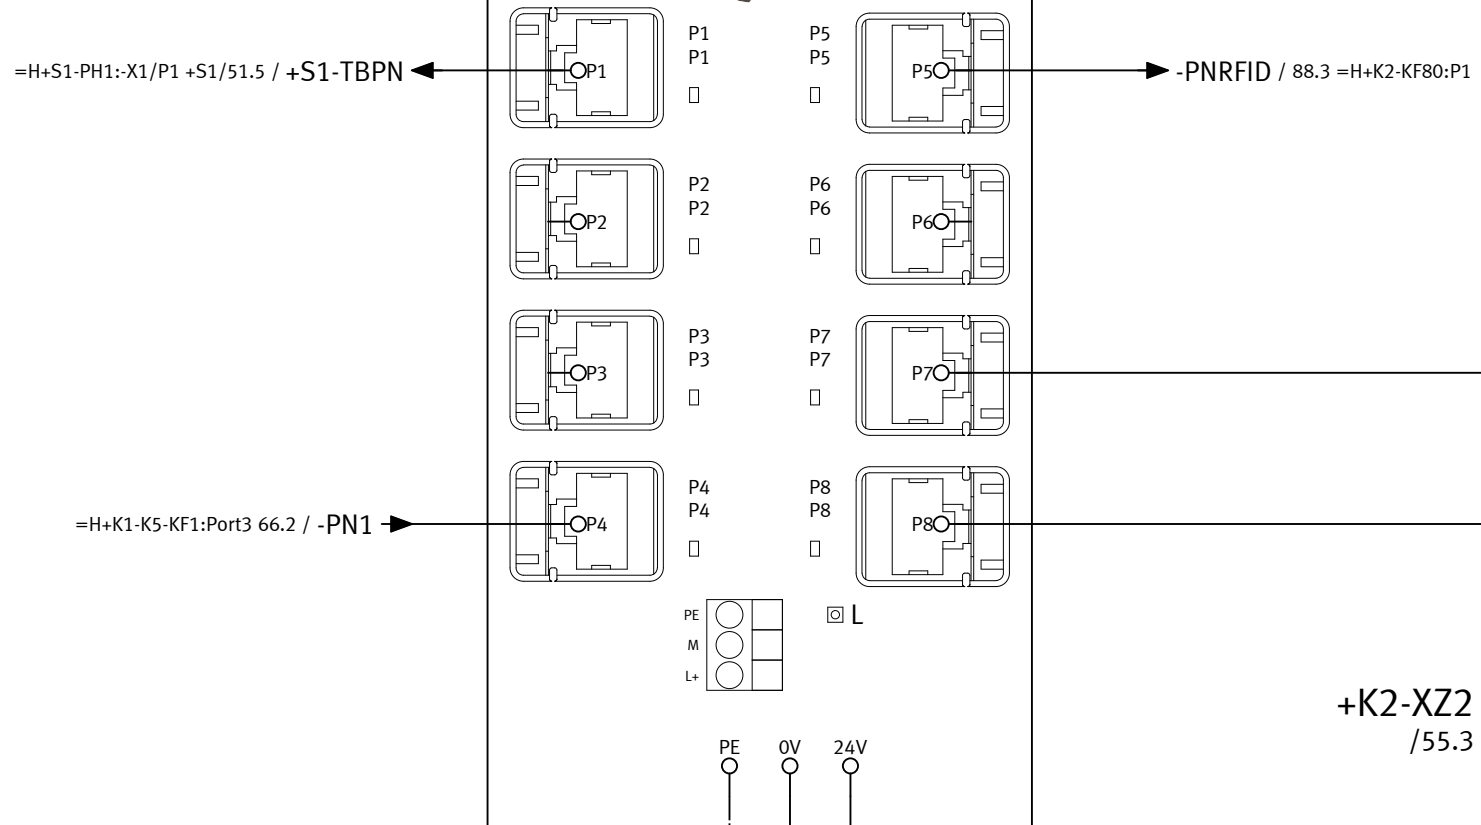 P1
P5
P1
P5
=H+S1-PH1:-X1/P1 +S1/51.5 / +S1-TBPN
P1
P5
-PNRFID / 88.3 =H+K2-KF80:P1
P2
P6
P2
P6
P2
P6
P3
P7
P3
P7
P3
P7
P4
P8
P4
P8
=H+K1-K5-KF1:Port3 66.2 / -PN1
P4
P8
PE
L
M
L+
+K2-XZ2
/55.3
PE
0V
24V